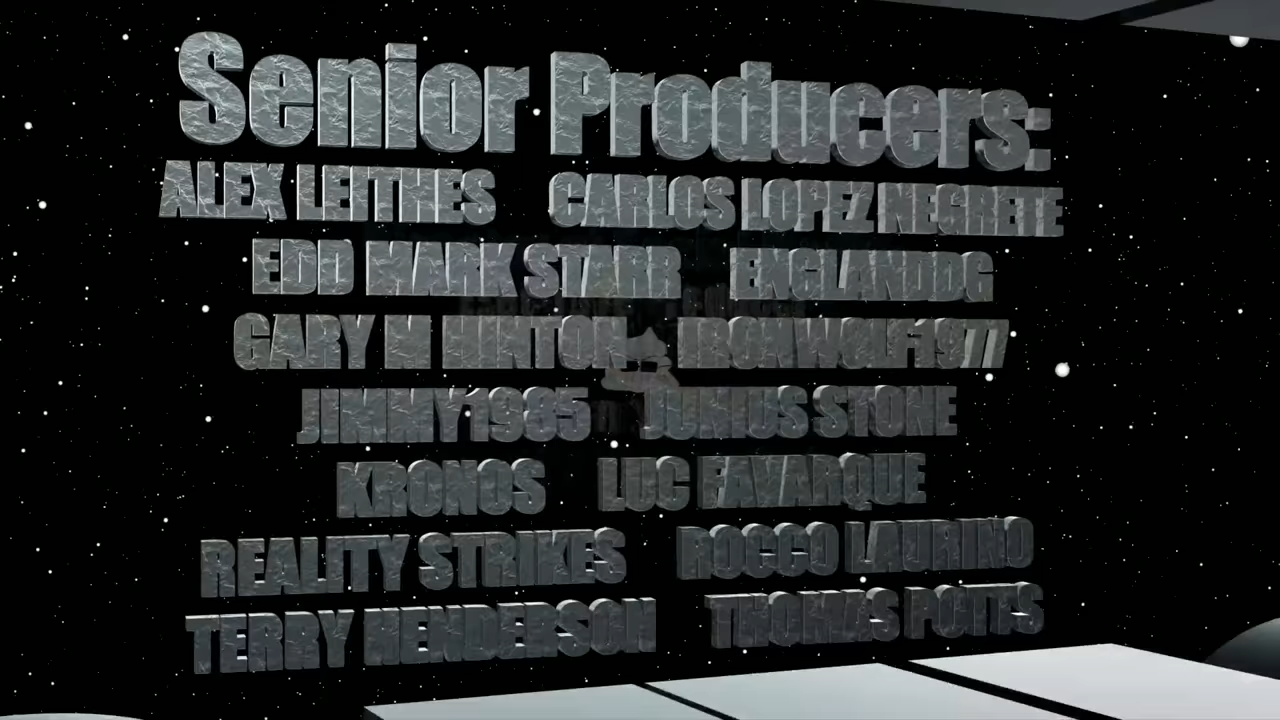 Senior Producers:
ALEX LEITHES CARLOS LOPEZ NEGRETE
EDD MARK STARR ENGLANDDG
GARY M HINTON IRONWOLF1977
JIMMY1985 JUNIUS STONE
KRONOS LUC FAVARQUE
REALITY STRIKES ROCCO LAURINO
TERRY HENDERSON THOMAS POTTS